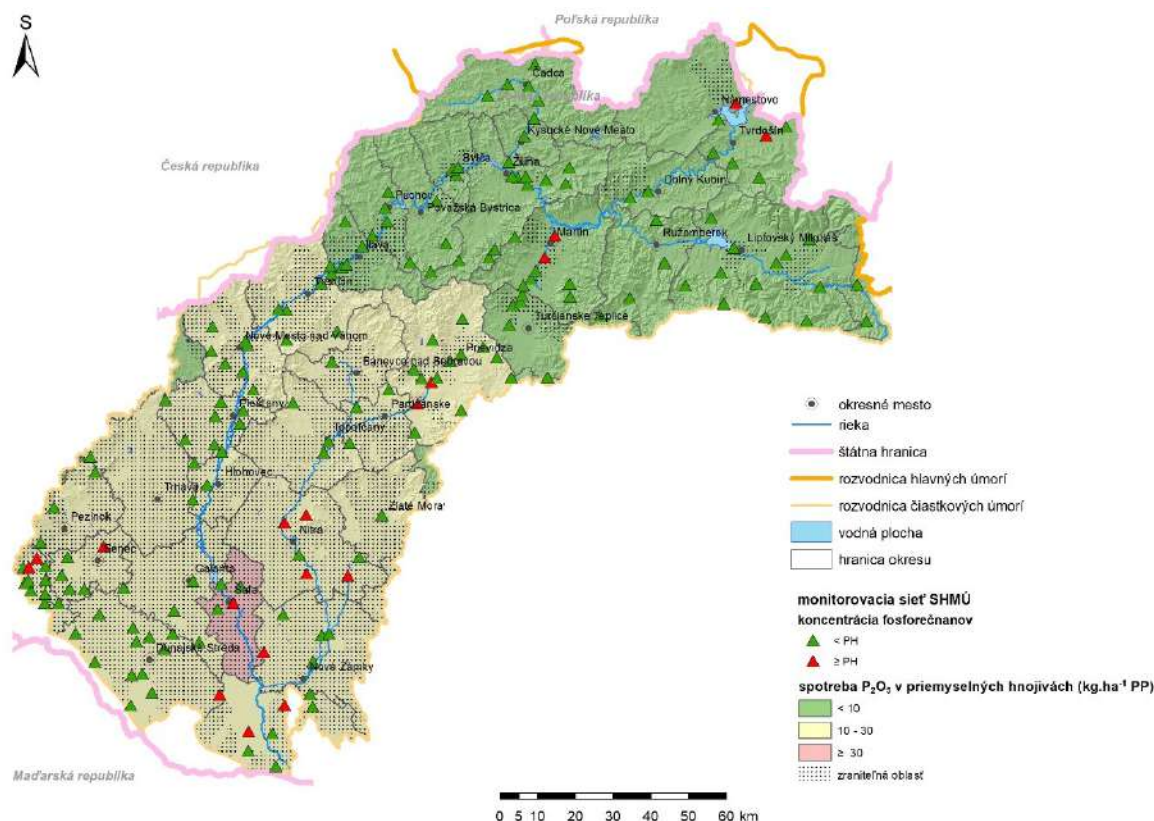 S
Poľská republika
Čadca
Námestovo
Kysucké Nové Mesto
Tvrdošín
Česká republika
Bytča
Žilina
Dolný Kubín
Púchov
Považská Bystrica
Martin
Ružomberok
Liptovský Mikuláš
Ilava
Trenčín
Turčianske Teplice
Nové Mesto nad Váhom
Prievidza
Bánovce nad Bebravou
Piešťany
Partizánske
Topoľčany
Hlohovec
Trnava
Zlaté Mora
Pezinok
Nitra
Senec
Galanta
Šaľa
Dunajská Streda
Nové Zámky
Maďarská republika
okresné mesto
rieka
štátna hranica
rozvodnica hlavných úmorí
rozvodnica čiastkových úmorí
vodná plocha
hranica okresu
monitorovacia sieť SHMÚ
koncentrácia fosforečnanov
< PH
≥ PH
spotreba P₂O₅ v priemyselných hnojivách (kg.ha⁻¹ PP)
< 10
10 - 30
≥ 30
zraniteľná oblasť
0 5 10 20 30 40 50 60 km